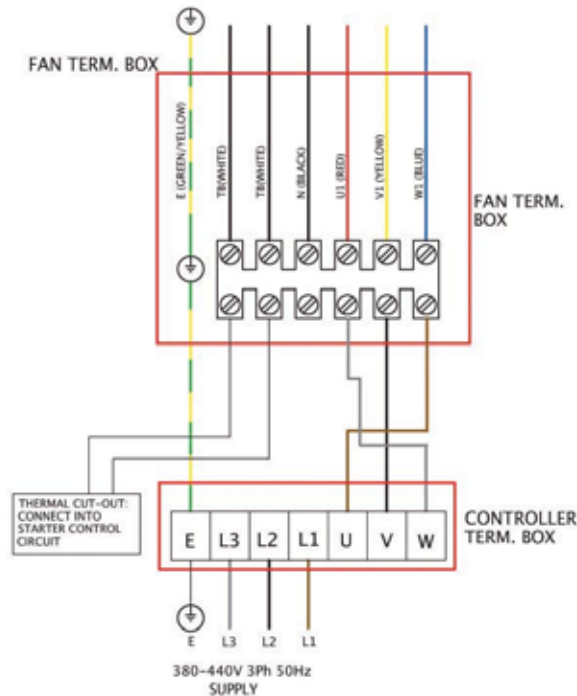 FAN TERM. BOX
E (GREEN/YELLOW)
TB(WHITE)
TB(WHITE)
N (BLACK)
U1 (RED)
V1 (YELLOW)
W1 (BLUE)
FAN TERM.
BOX
THERMAL CUT-OUT:
CONNECT INTO
STARTER CONTROL
CIRCUIT
E L3 L2 L1 U V W
CONTROLLER
TERM. BOX
E L3 L2 L1
380-440V 3Ph 50Hz
SUPPLY